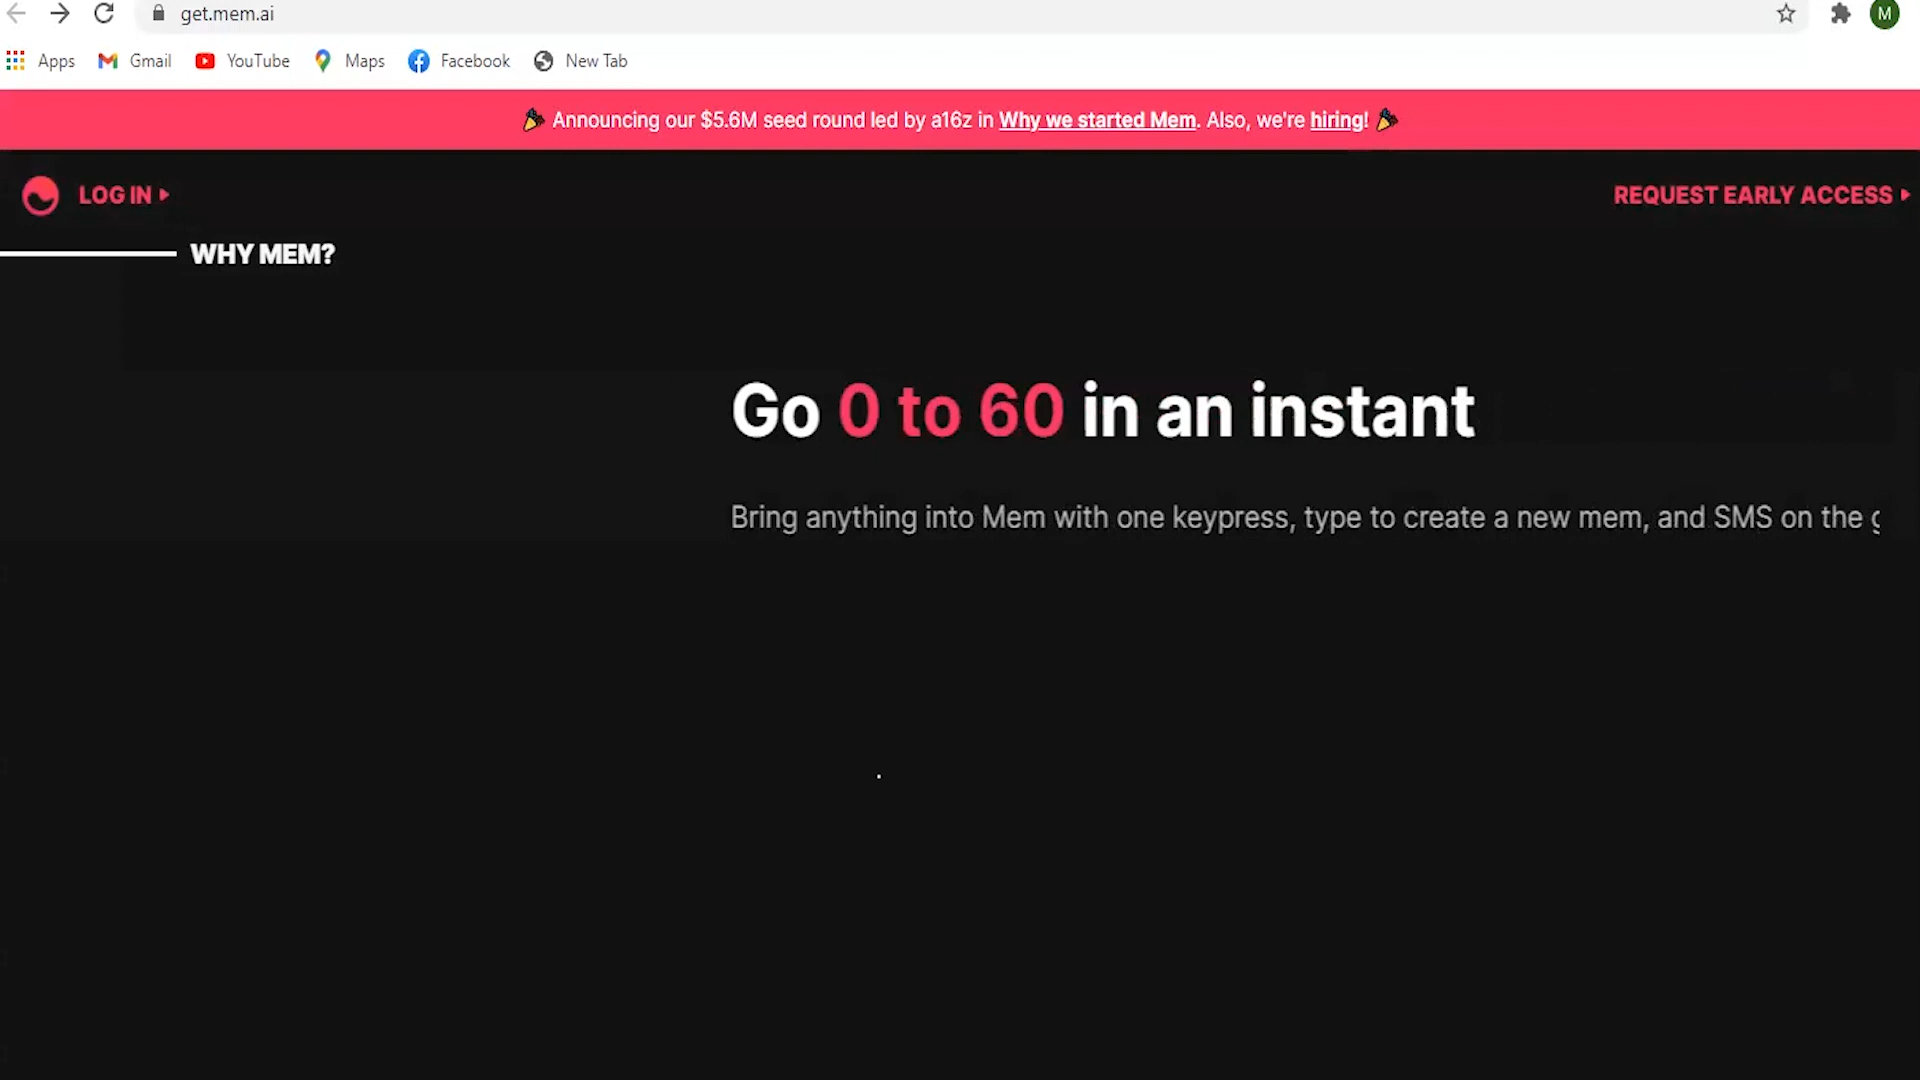 get.mem.ai
M
Apps Gmail YouTube Maps Facebook New Tab
Announcing our $5.6M seed round led by a16z in Why we started Mem. Also, we're hiring!
LOG IN
REQUEST EARLY ACCESS
WHY MEM?
Go 0 to 60 in an instant
Bring anything into Mem with one keypress, type to create a new mem, and SMS on the